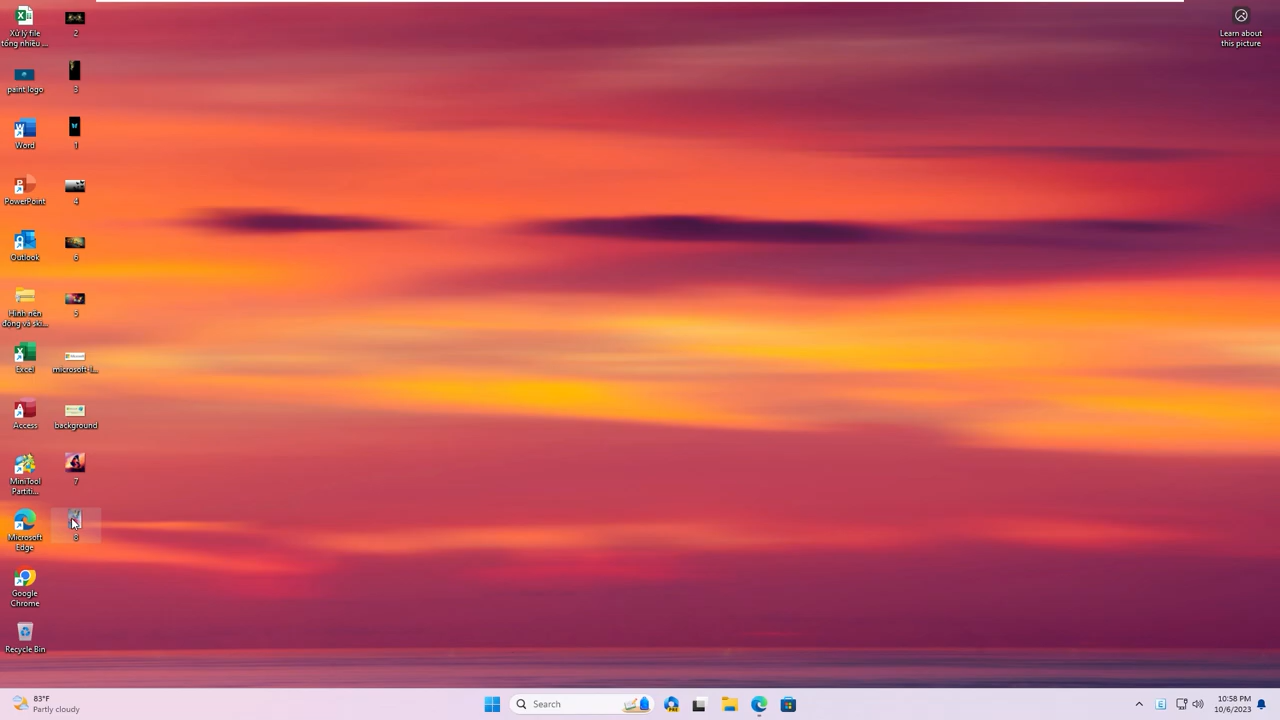 Xử lý file
tổng nhiều ...
paint logo
Word
PowerPoint
Outlook
Hình nền
động và ski...
Excel
Access
MiniTool
Partiti...
Microsoft
Edge
Google
Chrome
Recycle Bin
2
3
1
4
6
5
microsoft-l...
background
7
8
Learn about
this picture
83°F
Partly cloudy
Search
10:58 PM
10/6/2023